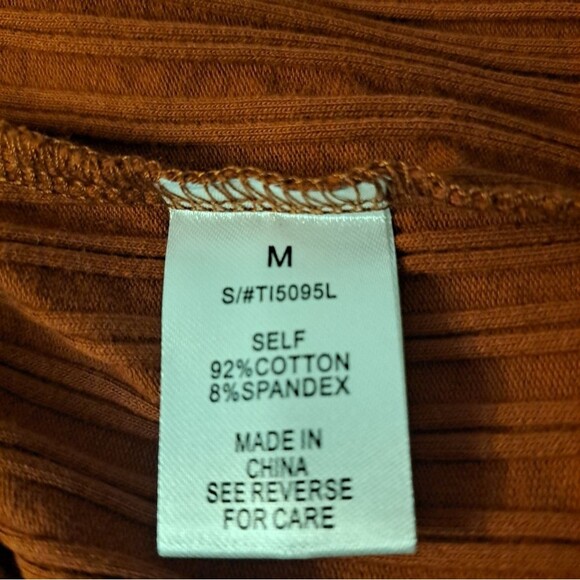 M
S/#TI5095L
SELF
92%COTTON
8%SPANDEX
MADE IN
CHINA
SEE REVERSE
FOR CARE